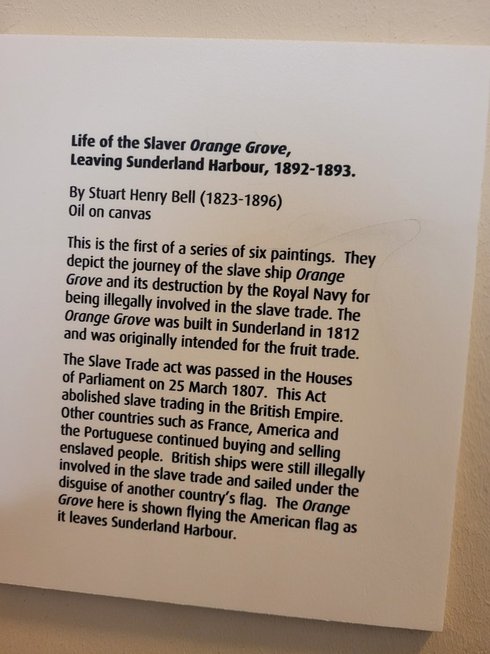 Life of the Slaver Orange Grove,
Leaving Sunderland Harbour, 1892-1893.
By Stuart Henry Bell (1823-1896)
Oil on canvas
This is the first of a series of six paintings. They
depict the journey of the slave ship Orange
Grove and its destruction by the Royal Navy for
being illegally involved in the slave trade. The
Orange Grove was built in Sunderland in 1812
and was originally intended for the fruit trade.
The Slave Trade act was passed in the Houses
of Parliament on 25 March 1807. This Act
abolished slave trading in the British Empire.
Other countries such as France, America and
the Portuguese continued buying and selling
enslaved people. British ships were still illegally
involved in the slave trade and sailed under the
disguise of another country's flag. The Orange
Grove here is shown flying the American flag as
it leaves Sunderland Harbour.